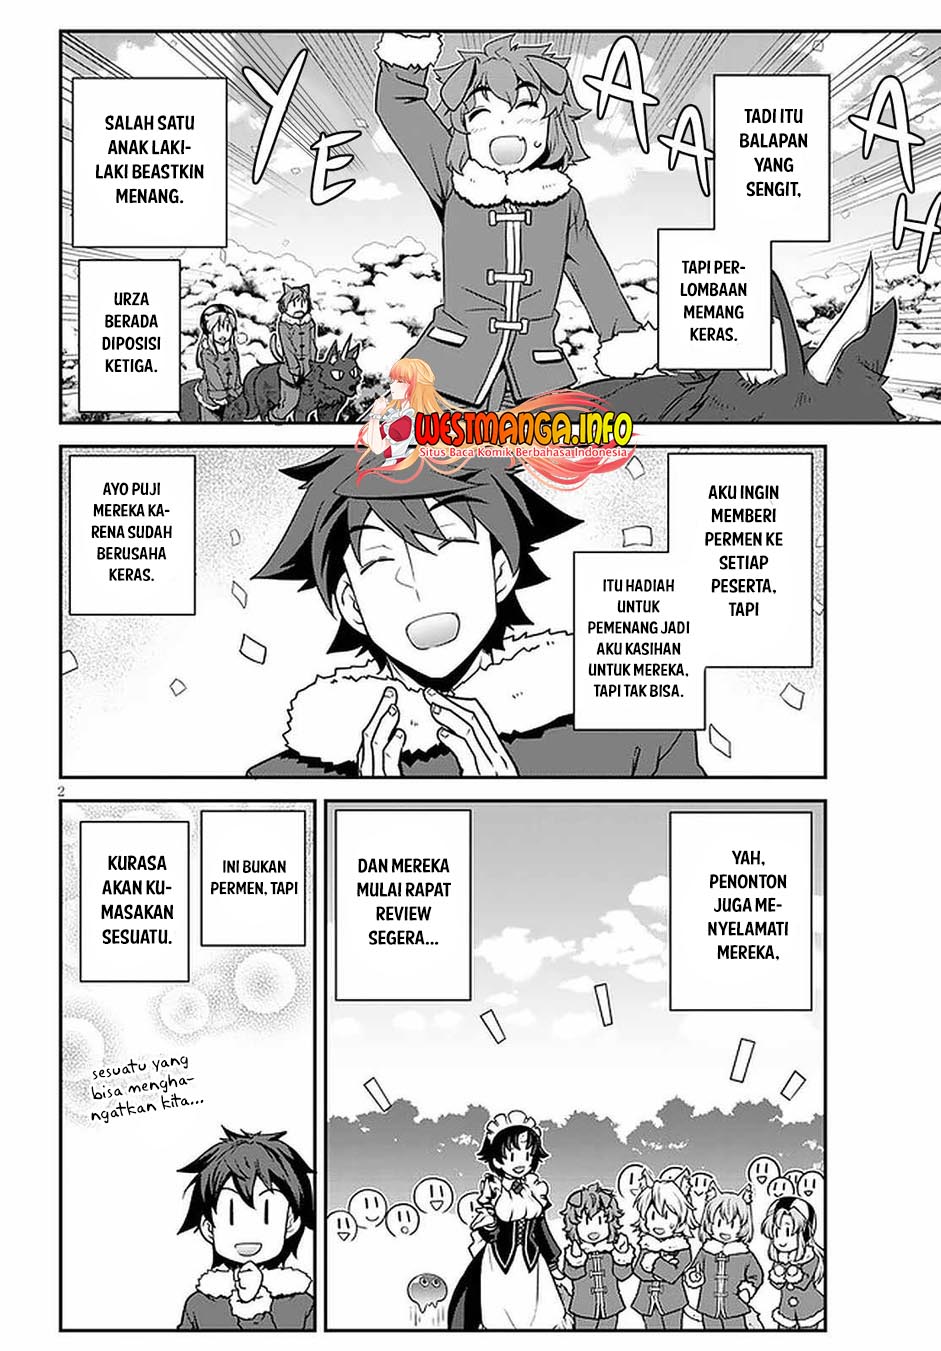 YEAAAH
TADI ITU
BALAPAN
YANG
SENGIT,
TAPI PER-
LOMBAAN
MEMANG
KERAS.
SALAH SATU
ANAK LAKI-
LAKI BEASTKIN
MENANG.
URZA
BERADA
DIPOSISI
KETIGA.
WESTMANGA.INFO
Situs Baca Komik Berbahasa Indonesia
AKU INGIN
MEMBERI
PERMEN KE
SETIAP
PESERTA,
TAPI
ITU HADIAH
UNTUK
PEMENANG JADI
AKU KASIHAN
UNTUK MEREKA,
TAPI TAK BISA.
AYO PUJI
MEREKA KA-
RENA SUDAH
BERUSAHA
KERAS.
2
YAH,
PENONTON
JUGA ME-
NYELAMATI
MEREKA,
DAN MEREKA
MULAI RAPAT
REVIEW
SEGERA...
INI BUKAN
PERMEN, TAPI
KURASA
AKAN KU-
MASAKAN
SESUATU.
sesuatu yang
bisa mengha-
ngatkan kita...